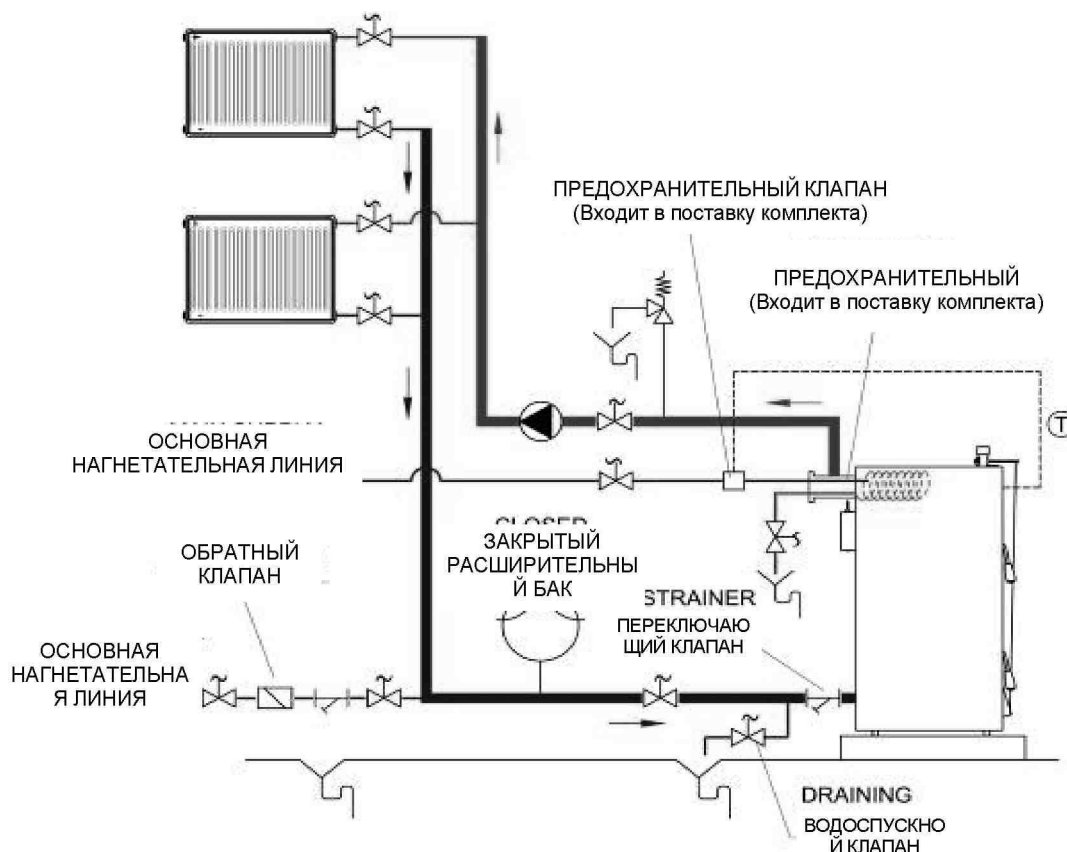 ПРЕДОХРАНИТЕЛЬНЫЙ КЛАПАН
(Входит в поставку комплекта)
ПРЕДОХРАНИТЕЛЬНЫЙ
(Входит в поставку комплекта)
T
ОСНОВНАЯ
НАГНЕТАТЕЛЬНАЯ ЛИНИЯ
ЗАКРЫТЫЙ
РАСШИРИТЕЛЬНЫ
Й БАК
ОБРАТНЫЙ
КЛАПАН
STRAINER
ПЕРЕКЛЮЧАЮ
ЩИЙ КЛАПАН
ОСНОВНАЯ
НАГНЕТАТЕЛЬНА
Я ЛИНИЯ
DRAINING
ВОДОСПУСКНО
Й КЛАПАН